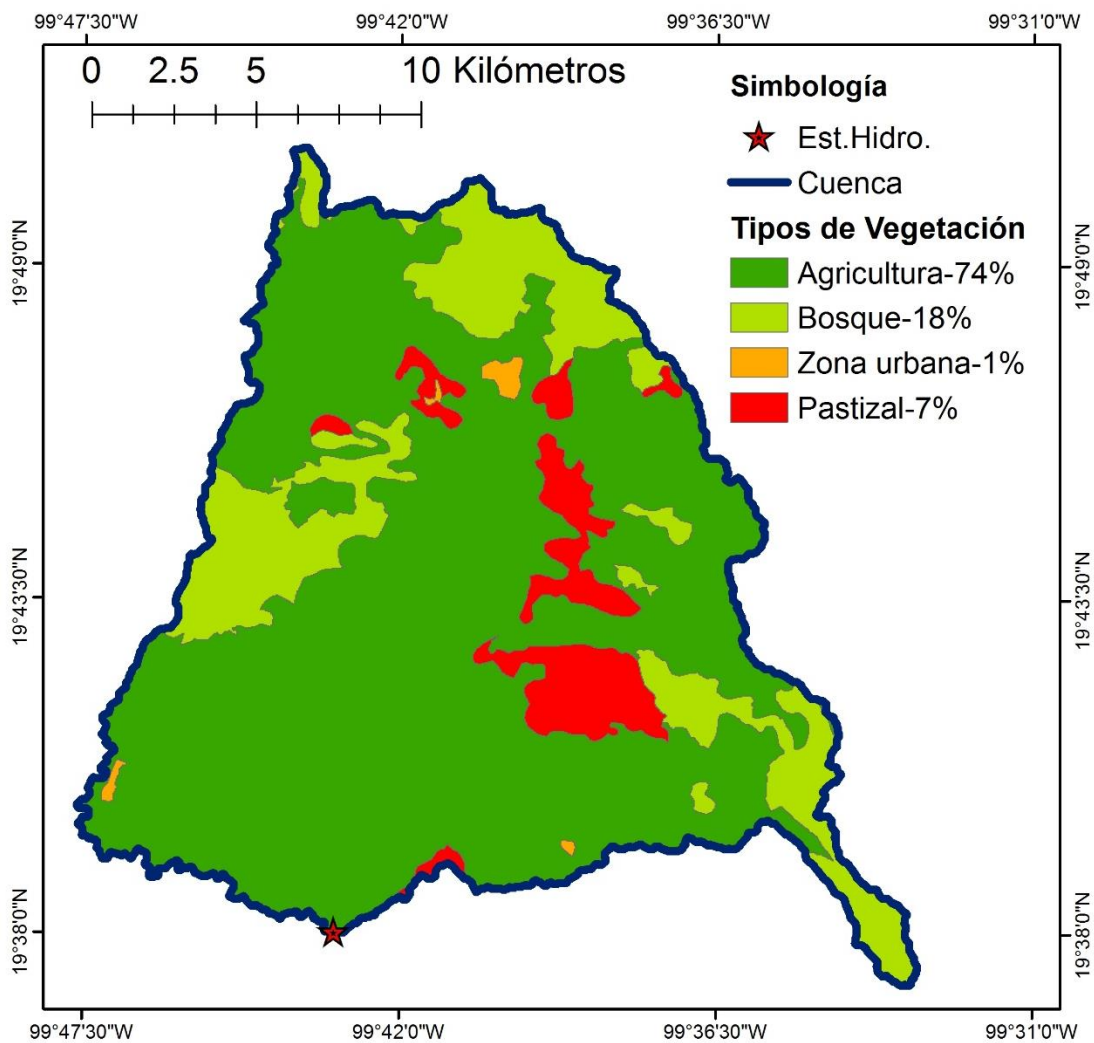 99°47'30"W 99°42'0"W 99°36'30"W 99°31'0"W
0 2.5 5 10 Kilómetros
Simbología
Est.Hidro.
Cuenca
Tipos de Vegetación
Agricultura-74%
Bosque-18%
Zona urbana-1%
Pastizal-7%
19°49'0"N 19°49'0"N
19°43'30"N 19°43'30"N
19°38'0"N 19°38'0"N
99°47'30"W 99°42'0"W 99°36'30"W 99°31'0"W